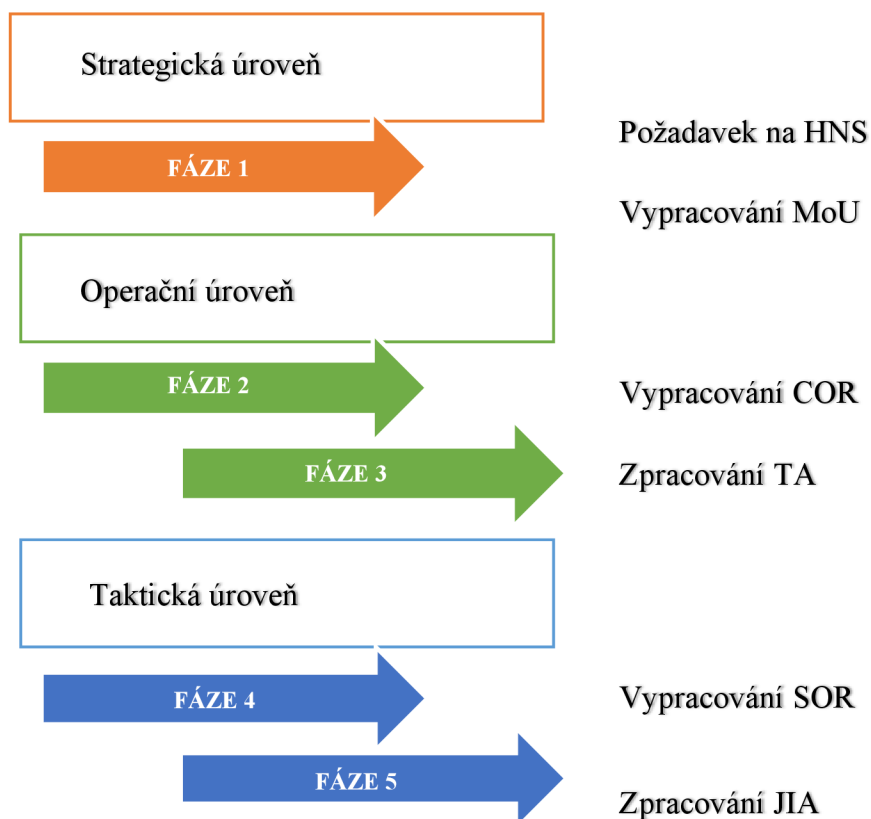 Strategická úroveň
Požadavek na HNS
FÁZE 1
Vypracování MoU
Operační úroveň
FÁZE 2
Vypracování COR
FÁZE 3
Zpracování TA
Taktická úroveň
FÁZE 4
Vypracování SOR
FÁZE 5
Zpracování JIA